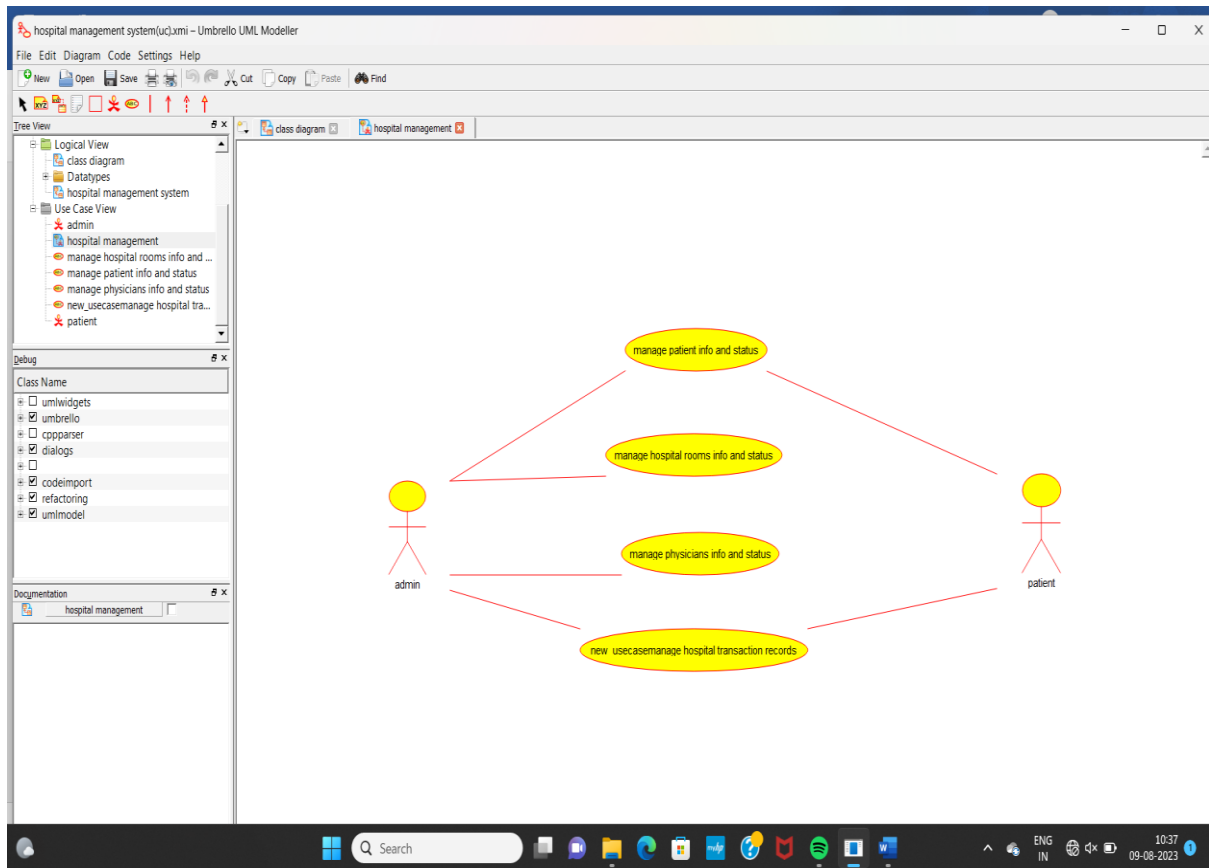 hospital management system(uc).xmi – Umbrello UML Modeller
File Edit Diagram Code Settings Help
New Open Save Cut Copy Paste Find
Tree View
class diagram hospital management
Logical View
class diagram
Datatypes
hospital management system
Use Case View
admin
hospital management
manage hospital rooms info and ...
manage patient info and status
manage physicians info and status
new_usecasemanage hospital tra...
patient
Debug
Class Name
umlwidgets
umbrello
cppparser
dialogs
codeimport
refactoring
umlmodel
Documentation
hospital management
manage patient info and status
manage hospital rooms info and status
manage physicians info and status
admin
patient
new usecasemanage hospital transaction records
Search
ENG
IN
10:37
09-08-2023
1